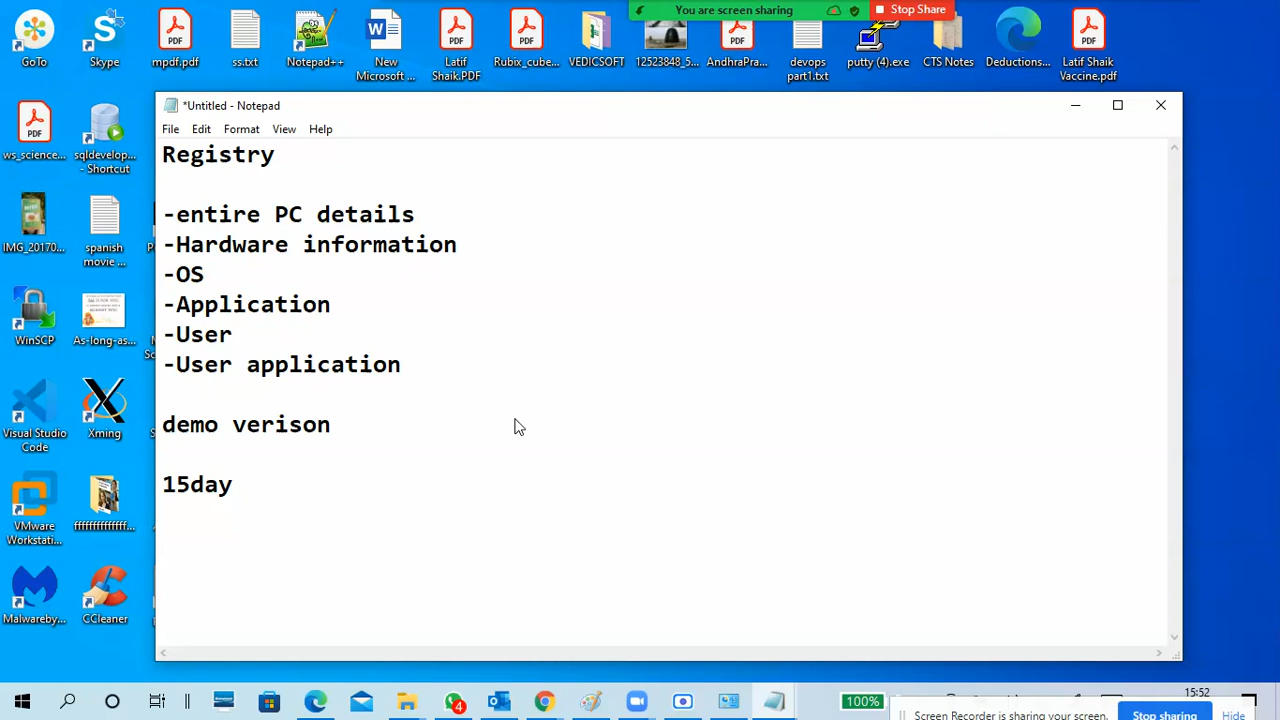 You are screen sharing
Stop Share
GoTo
Skype
mpdf.pdf
ss.txt
Notepad++
New
Microsoft ...
Latif
Shaik.PDF
Rubix_cube...
VEDICSOFT
12523848_5...
AndhraPra...
devops
part1.txt
putty (4).exe
CTS Notes
Deductions...
Latif Shaik
Vaccine.pdf
*Untitled - Notepad
File
Edit
Format
View
Help
Registry
-entire PC details
-Hardware information
-OS
-Application
-User
-User application
demo verison
15day
ws_science...
sqldevelop...
- Shortcut
IMG_20170...
spanish
movie ...
WinSCP
As-long-as...
Visual Studio
Code
Xming
VMware
Workstati...
ffffffffffffff...
Malwareby...
CCleaner
4
100%
15:52
Screen Recorder is sharing your screen
Stop sharing
Hide